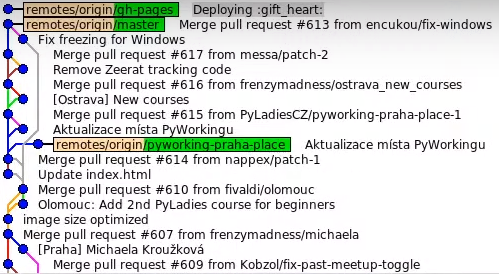 remotes/origin/gh-pages Deploying :gift_heart:
remotes/origin/master Merge pull request #613 from encukou/fix-windows
Fix freezing for Windows
Merge pull request #617 from messa/patch-2
Remove Zeerat tracking code
Merge pull request #616 from frenzymadness/ostrava_new_courses
[Ostrava] New courses
Merge pull request #615 from PyLadiesCZ/pyworking-praha-place-1
Aktualizace místa PyWorkingu
remotes/origin/pyworking-praha-place Aktualizace místa PyWorkingu
Merge pull request #614 from nappex/patch-1
Update index.html
Merge pull request #610 from fivaldi/olomouc
Olomouc: Add 2nd PyLadies course for beginners
image size optimized
Merge pull request #607 from frenzymadness/michaela
[Praha] Michaela Kroužková
Merge pull request #609 from Kobzol/fix-past-meetup-toggle